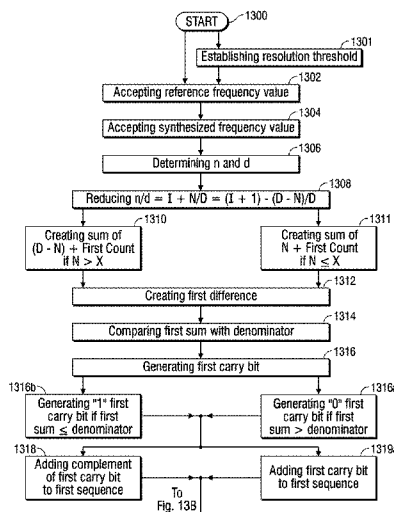 START
1300
1301
Establishing resolution threshold
1302
Accepting reference frequency value
1304
Accepting synthesized frequency value
1306
Determining n and d
1308
Reducing n/d = I + N/D = (I + 1) - (D - N)/D
1310
Creating sum of
(D - N) + First Count
if N > X
1311
Creating sum of
N + First Count
if N ≤ X
1312
Creating first difference
1314
Comparing first sum with denominator
1316
Generating first carry bit
1316b
Generating "1" first
carry bit if first
sum ≤ denominator
1316a
Generating "0" first
carry bit if first
sum > denominator
1318
Adding complement
of first carry bit
to first sequence
1319a
Adding first carry bit
to first sequence
To
Fig. 13B